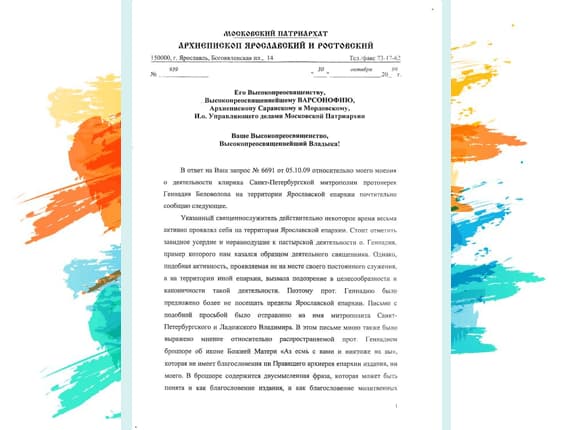 МОСКОВСКИЙ ПАТРИАРХАТ
АРХИЕПИСКОП ЯРОСЛАВСКИЙ И РОСТОВСКИЙ
150000, г. Ярославль, Богоявленская пл., 14 Тел./факс 72-17-62
№ 939 "20" октября 2009 г.
Его Высокопреосвященству,
Высокопреосвященнейшему ВАРСОНОФИЮ,
Архиепископу Саранскому и Мордовскому,
И.о. Управляющего делами Московской Патриархии
Ваше Высокопреосвященство,
Высокопреосвященнейший Владыка!
В ответ на Ваш запрос № 6691 от 05.10.09 относительно моего мнения
о деятельности клирика Санкт-Петербургской митрополии протоиерея
Геннадия Беловолова на территории Ярославской епархии почтительно
сообщаю следующее.
Указанный священнослужитель действительно некоторое время весьма
активно проявлял себя на территории Ярославской епархии. Стоит отметить
завидное усердие и неравнодушие к пастырской деятельности о. Геннадия,
пример которого нам казался образцом деятельного священника. Однако,
подобная активность, проявляемая не на месте своего постоянного служения,
а на территории иной епархии, вызвала подозрение в целесообразности и
каноничности такой деятельности. Поэтому прот. Геннадию было
предложено более не посещать пределы Ярославской епархии. Письмо с
подобной просьбой было отправлено на имя митрополита Санкт-
Петербургского и Ладожского Владимира. В этом письме мною также было
выражено мнение относительно распространяемой прот. Геннадием
брошюре об иконе Божией Матери «Аз есмь с вами и никтоже на вы»,
которая не имеет благословения ни Правящего архиерея епархии издания, ни
моего. В брошюре содержится двусмысленная фраза, которая может быть
понята и как благословение издания, и как благословение молитвенных
1